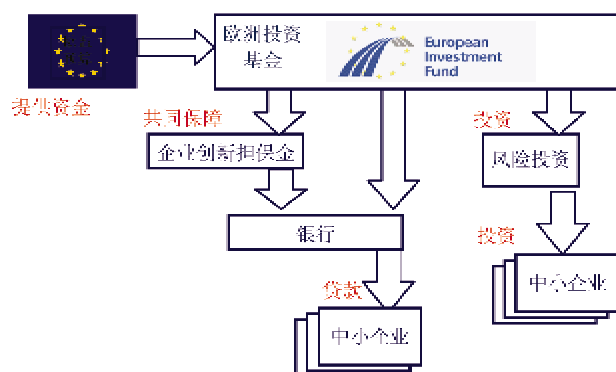 欧洲投资
基金
European
Investment
Fund
提供资金
共同保障
投资
企业创新担保金
风险投资
银行
投资
贷款
中小企业
中小企业